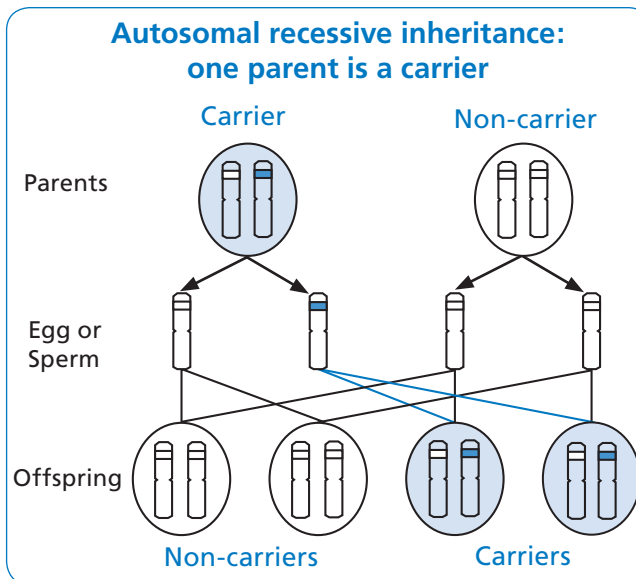 Autosomal recessive inheritance:
one parent is a carrier
Carrier
Non-carrier
Parents
Egg or
Sperm
Offspring
Non-carriers
Carriers